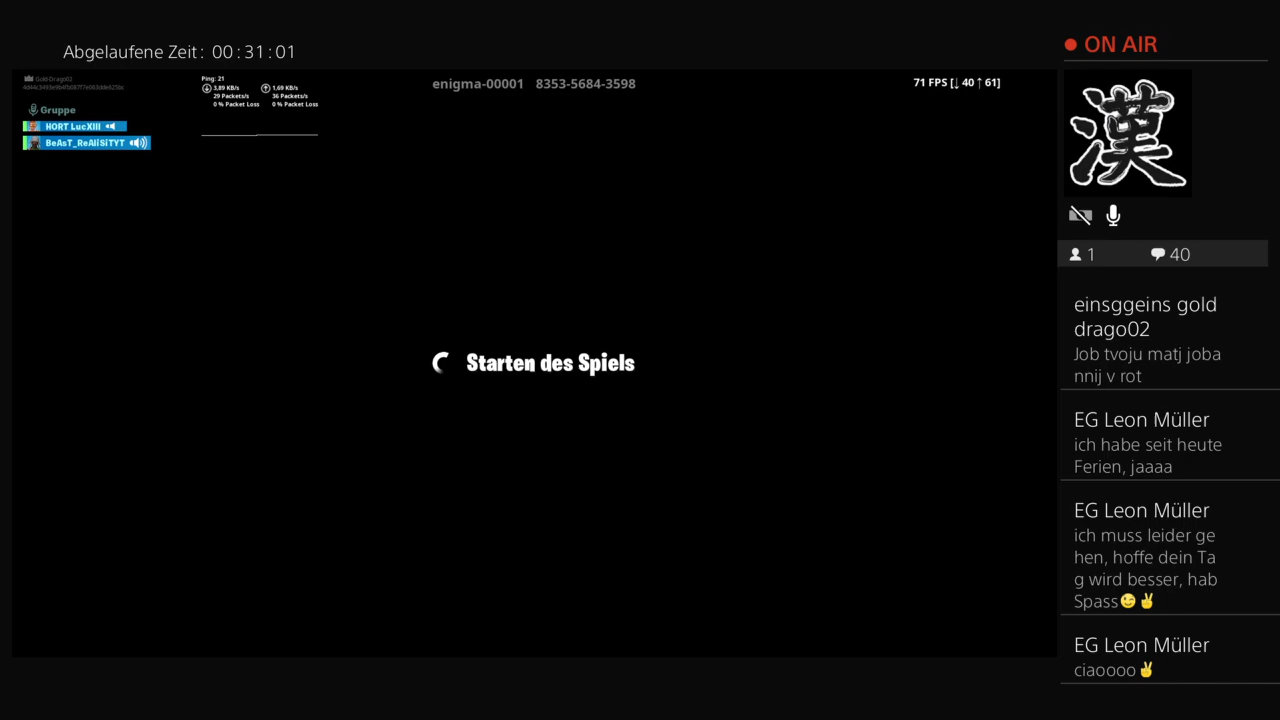 Abgelaufene Zeit: 00:31:01
ON AIR
Gold-Drago02
Ping: 21
3,89 KB/s
1,69 KB/s
29 Packets/s
36 Packets/s
0 % Packet Loss
0 % Packet Loss
enigma-00001 8353-5684-3598
71 FPS [↓ 40 ↑ 61]
Gruppe
HORT LucXIII
BeAsT_ReAliSiTYT
漢
1
40
Starten des Spiels
einsggeins gold
drago02
Job tvoju matj joba
nnij v rot
EG Leon Müller
ich habe seit heute
Ferien, jaaaa
EG Leon Müller
ich muss leider ge
hen, hoffe dein Ta
g wird besser, hab
Spass😉✌
EG Leon Müller
ciaoooo✌